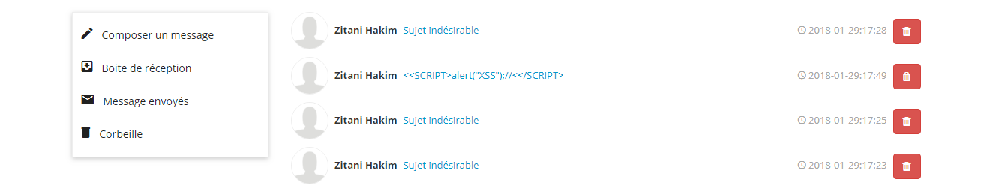 Composer un message
Boite de réception
Message envoyés
Corbeille
Zitani Hakim Sujet indésirable 2018-01-29:17:28
Zitani Hakim <<SCRIPT>alert("XSS");//<</SCRIPT> 2018-01-29:17:49
Zitani Hakim Sujet indésirable 2018-01-29:17:25
Zitani Hakim Sujet indésirable 2018-01-29:17:23